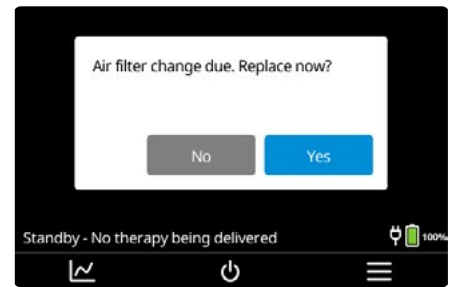 Air filter change due. Replace now?
No Yes
Standby - No therapy being delivered 100%